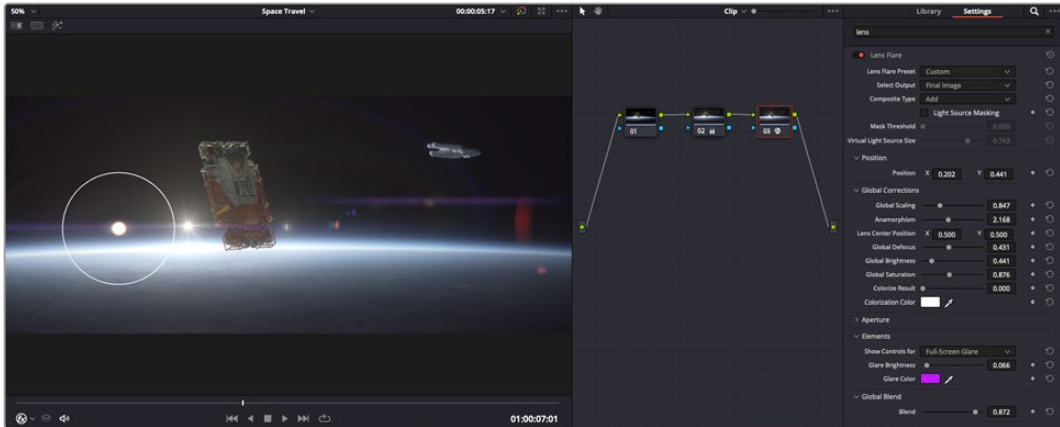 50%
Space Travel
00:00:05:17
Clip
Library
Settings
lens
Lens Flare
Lens Flare Preset Custom
Select Output Final Image
Composite Type Add
Light Source Masking
Mask Threshold 0.000
Virtual Light Source Size 0.743
Position
Position X 0.202 Y 0.441
Global Corrections
Global Scaling 0.847
Anamorphism 2.168
Lens Center Position X 0.500 Y 0.500
Global Defocus 0.431
Global Brightness 0.441
Global Saturation 0.876
Colorize Result 0.000
Colorization Color
Aperture
Elements
Show Controls for Full-Screen Glare
Glare Brightness 0.066
Glare Color
Global Blend
Blend 0.872
01
02
03
01:00:07:01